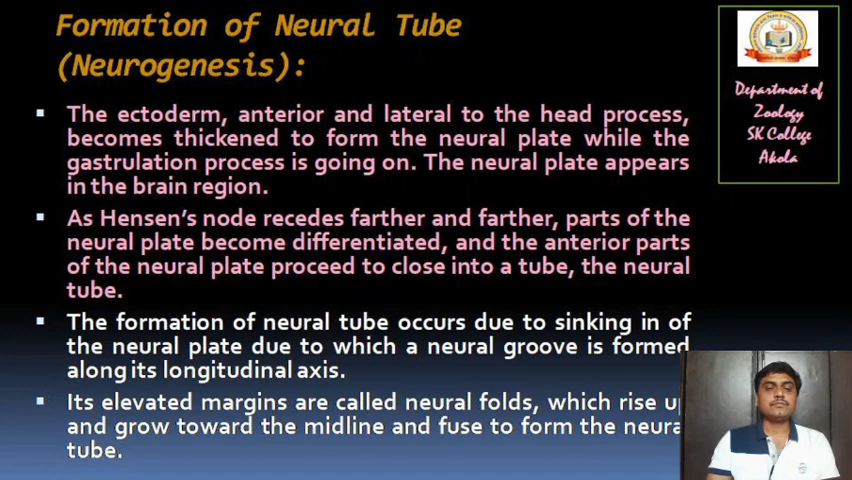 Formation of Neural Tube
(Neurogenesis):
The ectoderm, anterior and lateral to the head process,
becomes thickened to form the neural plate while the
gastrulation process is going on. The neural plate appears
in the brain region.
As Hensen's node recedes farther and farther, parts of the
neural plate become differentiated, and the anterior parts
of the neural plate proceed to close into a tube, the neural
tube.
The formation of neural tube occurs due to sinking in of
the neural plate due to which a neural groove is formed
along its longitudinal axis.
Its elevated margins are called neural folds, which rise up
and grow toward the midline and fuse to form the neura
tube.
Department of
Zoology
SK College
Akola